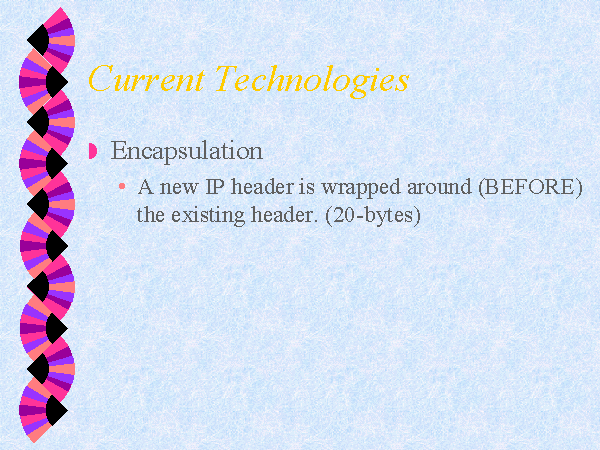 Current Technologies
Encapsulation
A new IP header is wrapped around (BEFORE)
the existing header. (20-bytes)